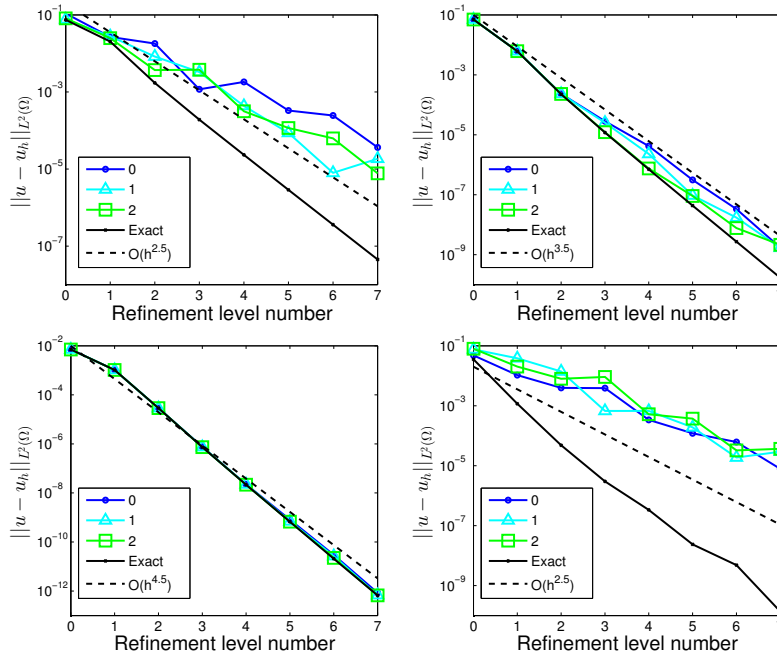 10^-1
10^-3
10^-5
10^-7
||u − u_h||_{L^2(Ω)}
0
1
2
Exact
O(h^2.5)
0 1 2 3 4 5 6 7
Refinement level number
10^-1
10^-3
10^-5
10^-7
10^-9
||u − u_h||_{L^2(Ω)}
0
1
2
Exact
O(h^3.5)
0 1 2 3 4 5 6
Refinement level number
10^-2
10^-4
10^-6
10^-8
10^-10
10^-12
||u − u_h||_{L^2(Ω)}
0
1
2
Exact
O(h^4.5)
0 1 2 3 4 5 6 7
Refinement level number
10^-1
10^-3
10^-5
10^-7
10^-9
||u − u_h||_{L^2(Ω)}
0
1
2
Exact
O(h^2.5)
0 1 2 3 4 5 6
Refinement level number